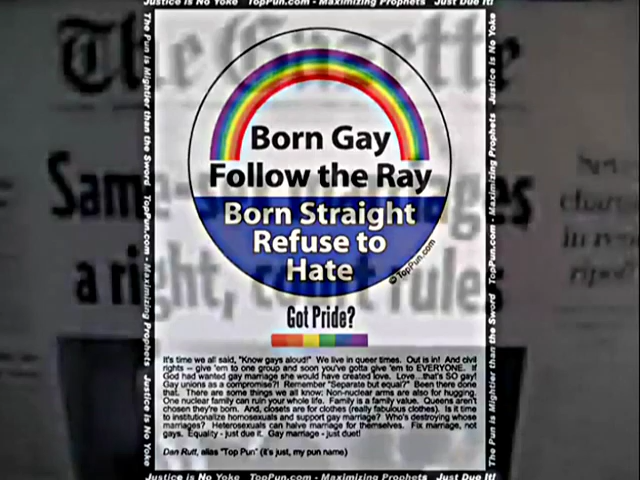 Justice Is No Yoke TopPun.com - Maximizing Prophets Just Due It!
The Pun is Mightier than the Sword TopPun.com - Maximizing Prophets Justice Is No Yoke
The Gazette
Born Gay
Follow the Ray
Born Straight
Refuse to
Hate
© TopPun.com
Same-
a right, court rules
Got Pride?
It's time we all said, "Know gays aloud!" We live in queer times. Out is in! And civil
rights – give 'em to one group and soon you've gotta give 'em to EVERYONE. If
God had wanted gay marriage she would have created love. Love...that's SO gay!
Gay unions as a compromise?! Remember "Separate but equal?" Been there done
that. There are some things we all know: Non-nuclear arms are also for hugging.
One nuclear family can ruin your whole life. Family is a family value. Queens aren't
chosen they're born. And, closets are for clothes (really fabulous clothes). Is it time
to institutionalize homosexuals and support gay marriage? Who's destroying whose
marriages? Heterosexuals can halve marriage for themselves. Fix marriage, not
gays. Equality - just due it. Gay marriage - just duet!
Dan Rutt, alias "Top Pun" (it's just, my pun name)
The Pun is Mightier than the Sword TopPun.com - Maximizing Prophets Justice Is No Yoke
Justice Is No Yoke TopPun.com - Maximizing Prophets Just Due It!